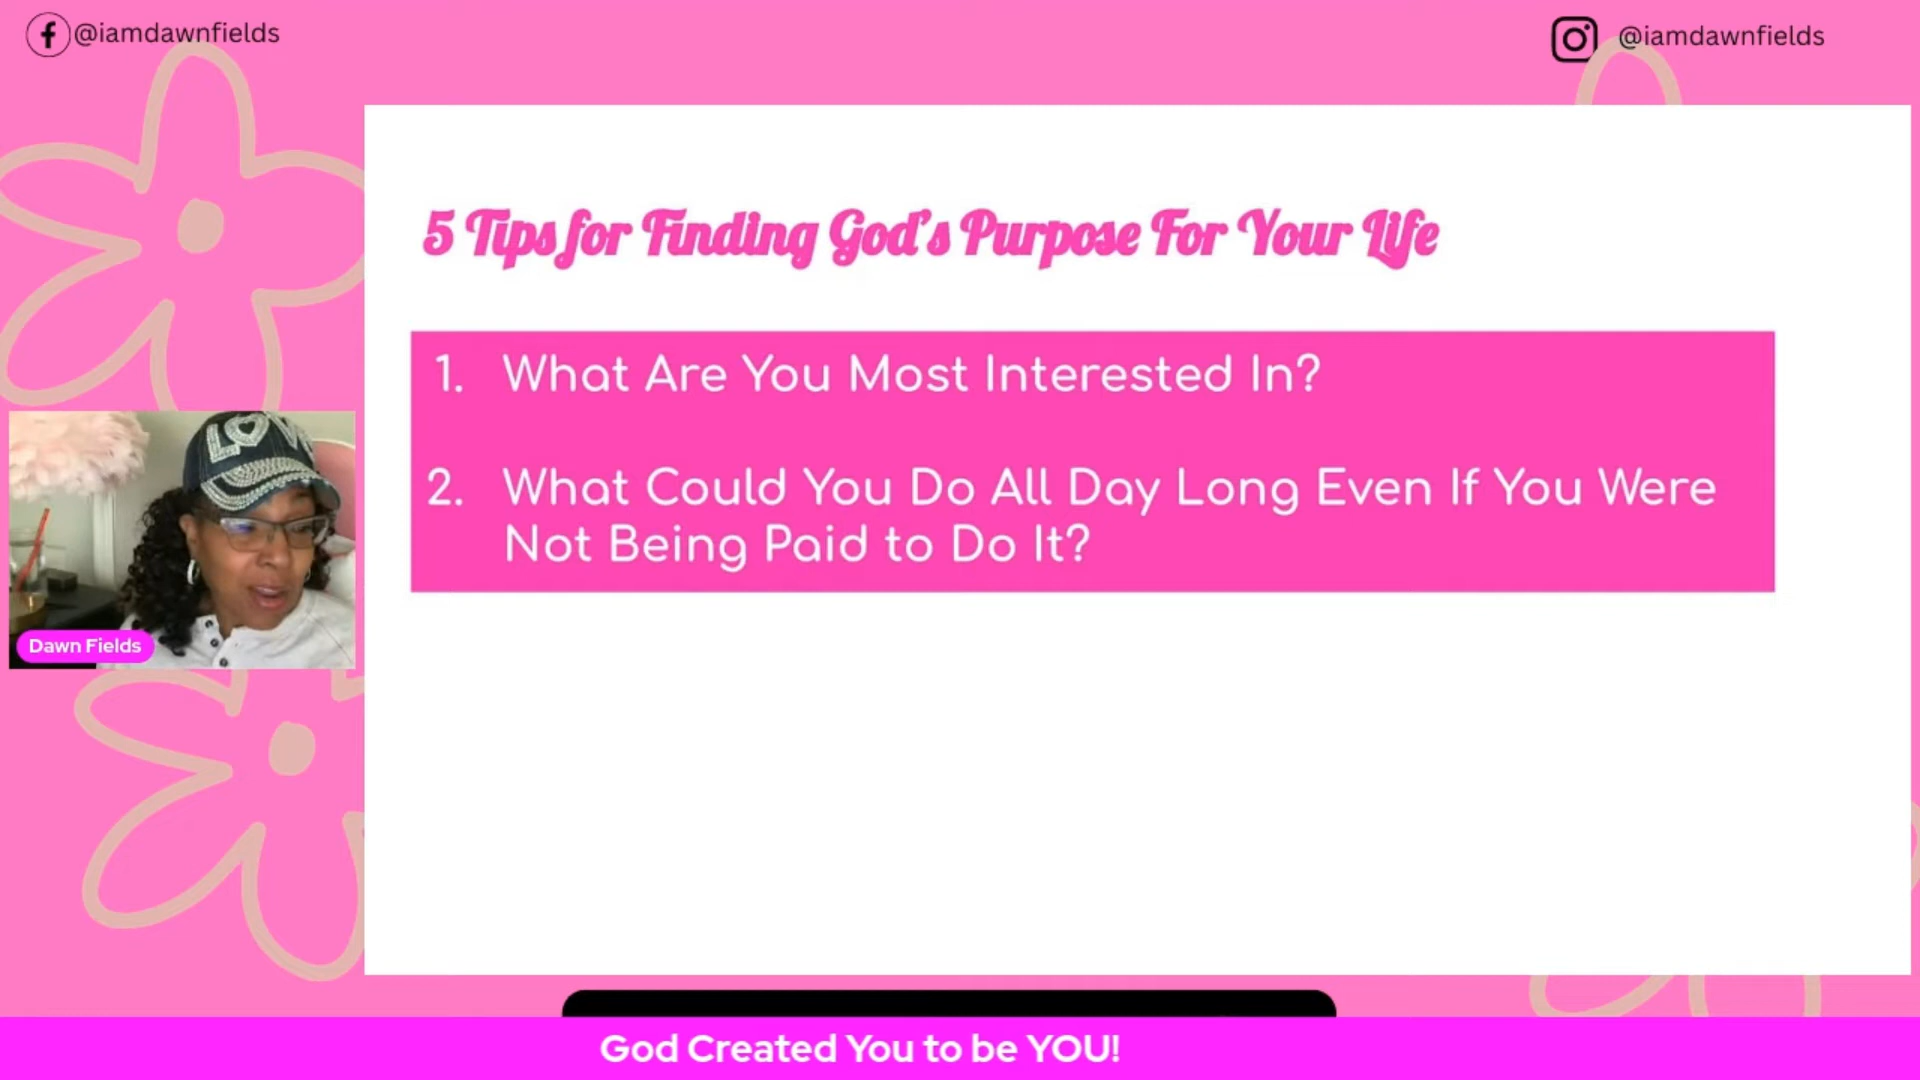 @iamdawnfields
@iamdawnfields
5 Tips for Finding God's Purpose For Your Life
1. What Are You Most Interested In?
2. What Could You Do All Day Long Even If You Were
Not Being Paid to Do It?
LOVE
Dawn Fields
God Created You to be YOU!